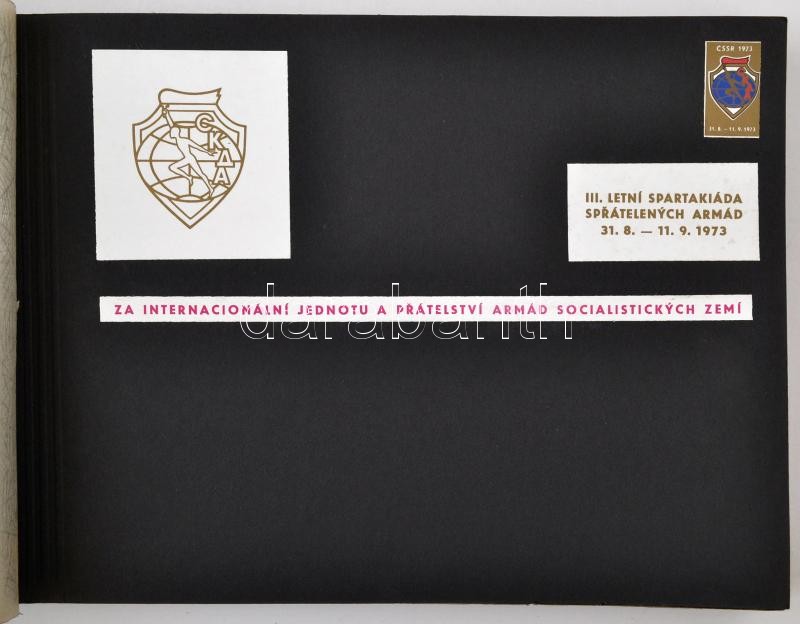 СКДА
ČSSR 1973
31. 8. — 11. 9. 1973
III. LETNÍ SPARTAKIÁDA
SPŘÁTELENÝCH ARMÁD
31. 8. — 11. 9. 1973
ZA INTERNACIONÁLNÍ JEDNOTU A PŘÁTELSTVÍ ARMÁD SOCIALISTICKÝCH ZEMÍ
darabanth